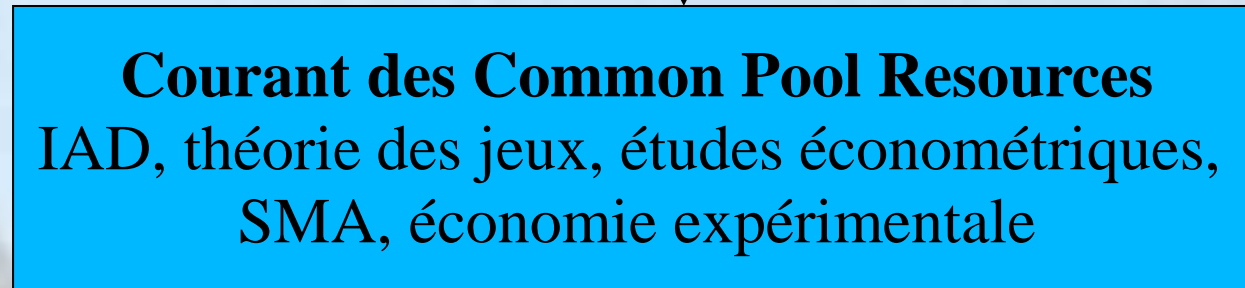 Courant des Common Pool Resources
IAD, théorie des jeux, études économétriques,
SMA, économie expérimentale